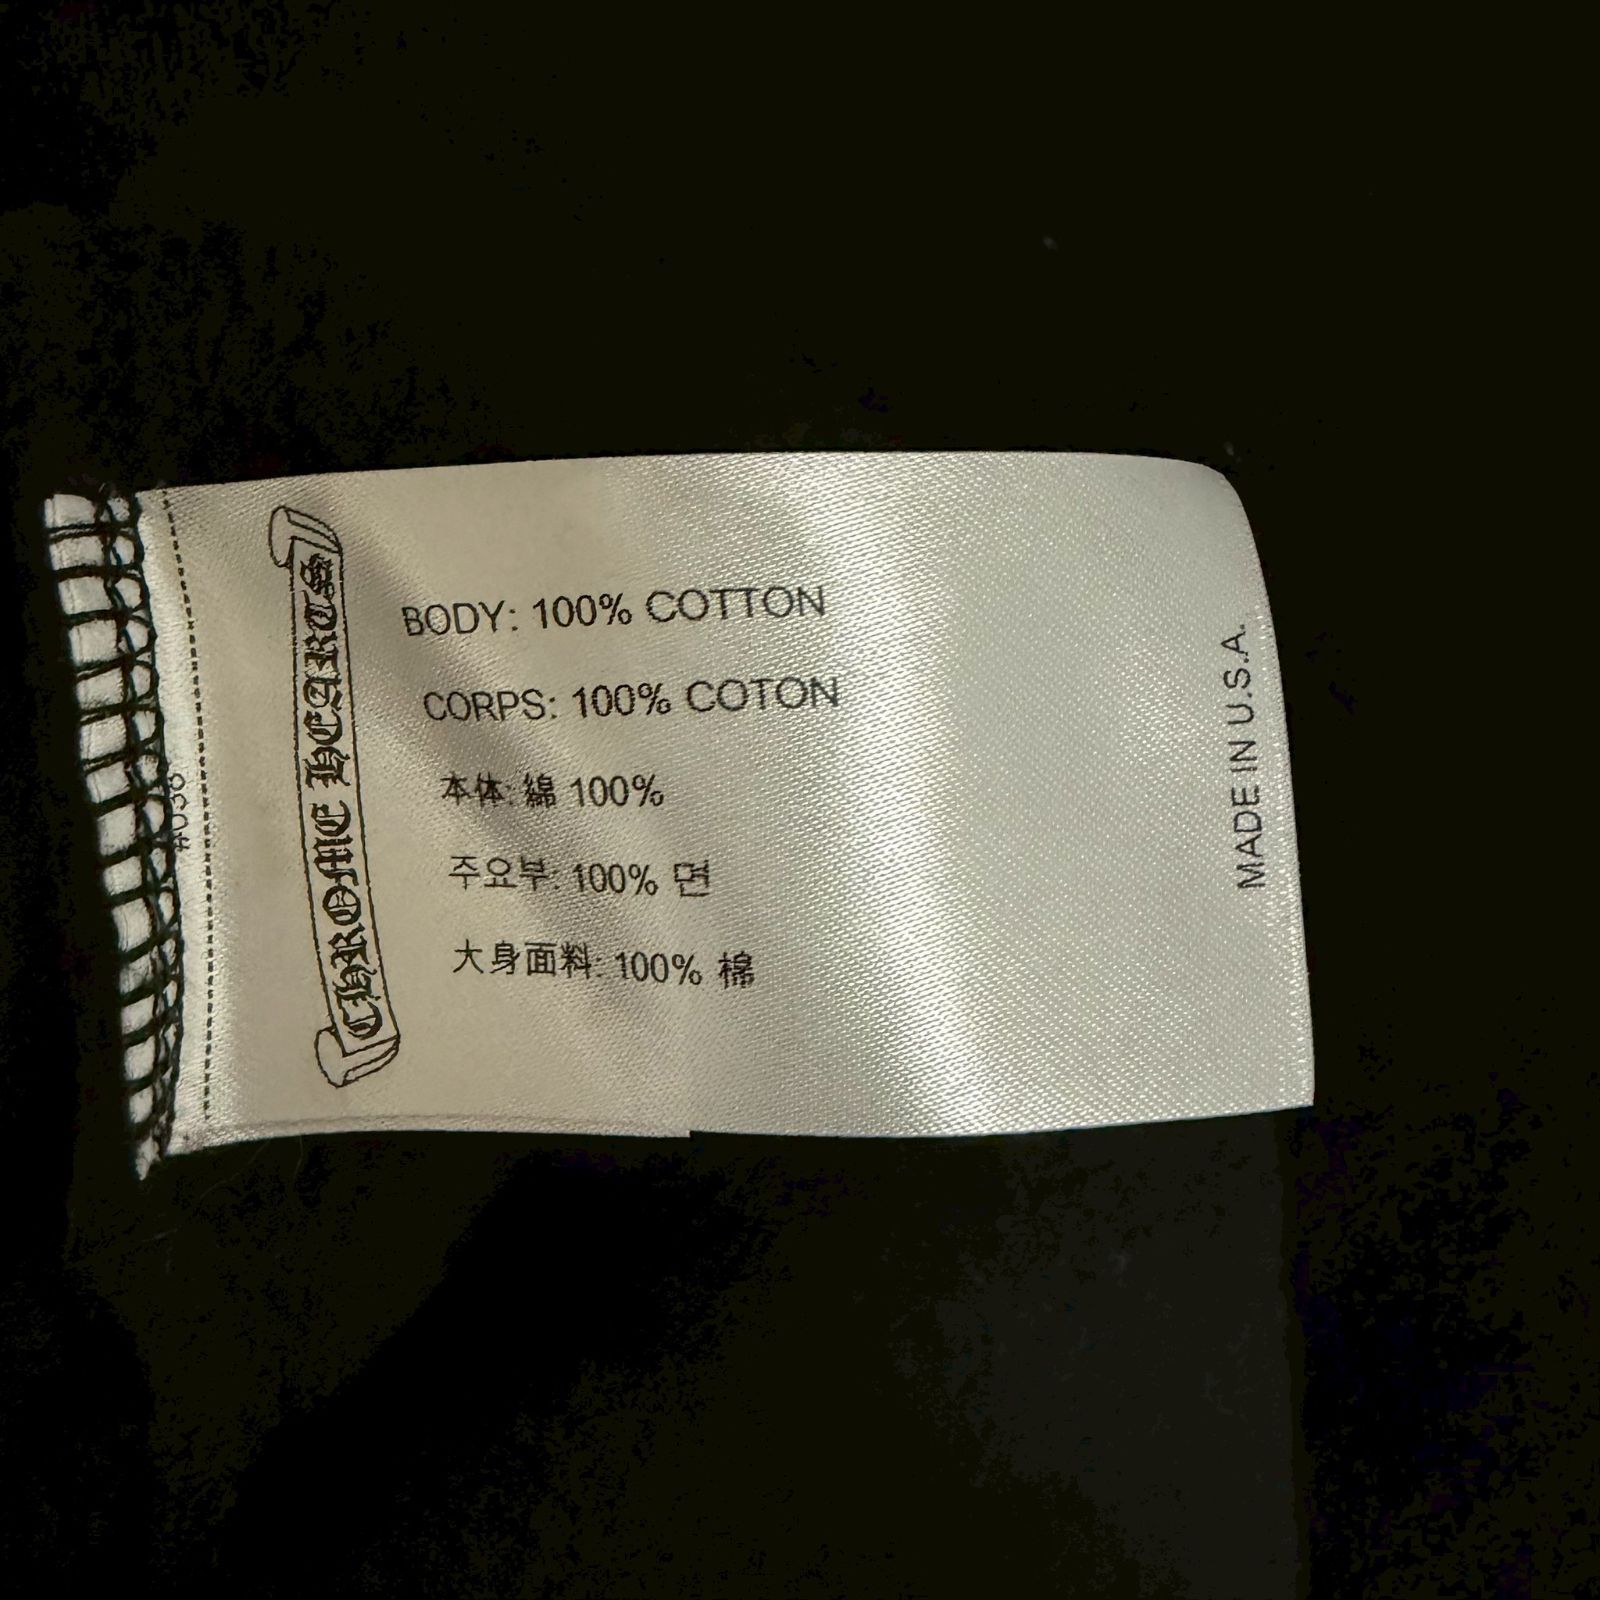 #036
CHROME HEARTS
BODY: 100% COTTON
CORPS: 100% COTON
本体: 綿 100%
주요부: 100% 면
大身面料: 100% 棉
MADE IN U.S.A.